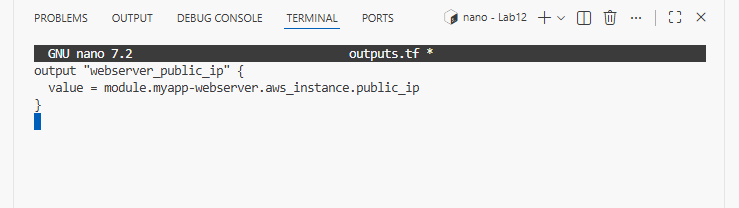 PROBLEMS OUTPUT DEBUG CONSOLE TERMINAL PORTS nano - Lab12
GNU nano 7.2 outputs.tf *
output "webserver_public_ip" {
  value = module.myapp-webserver.aws_instance.public_ip
}